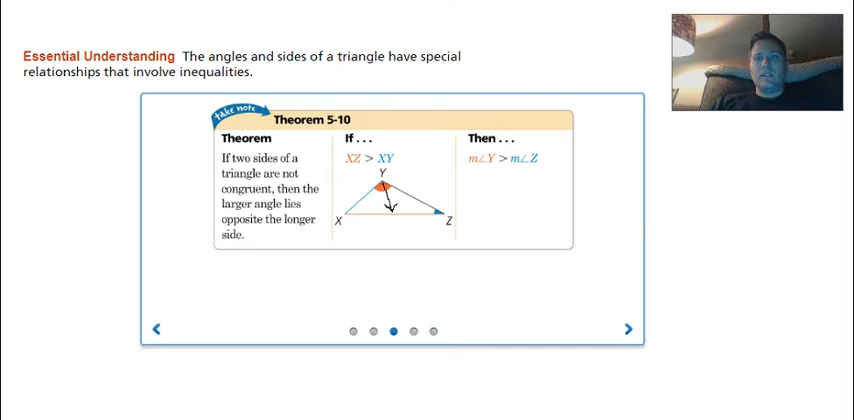 Essential Understanding The angles and sides of a triangle have special
relationships that involve inequalities.
take note
Theorem 5-10
Theorem
If two sides of a
triangle are not
congruent, then the
larger angle lies
opposite the longer
side.
If . . .
XZ > XY
Y
X
Z
Then . . .
m∠Y > m∠Z